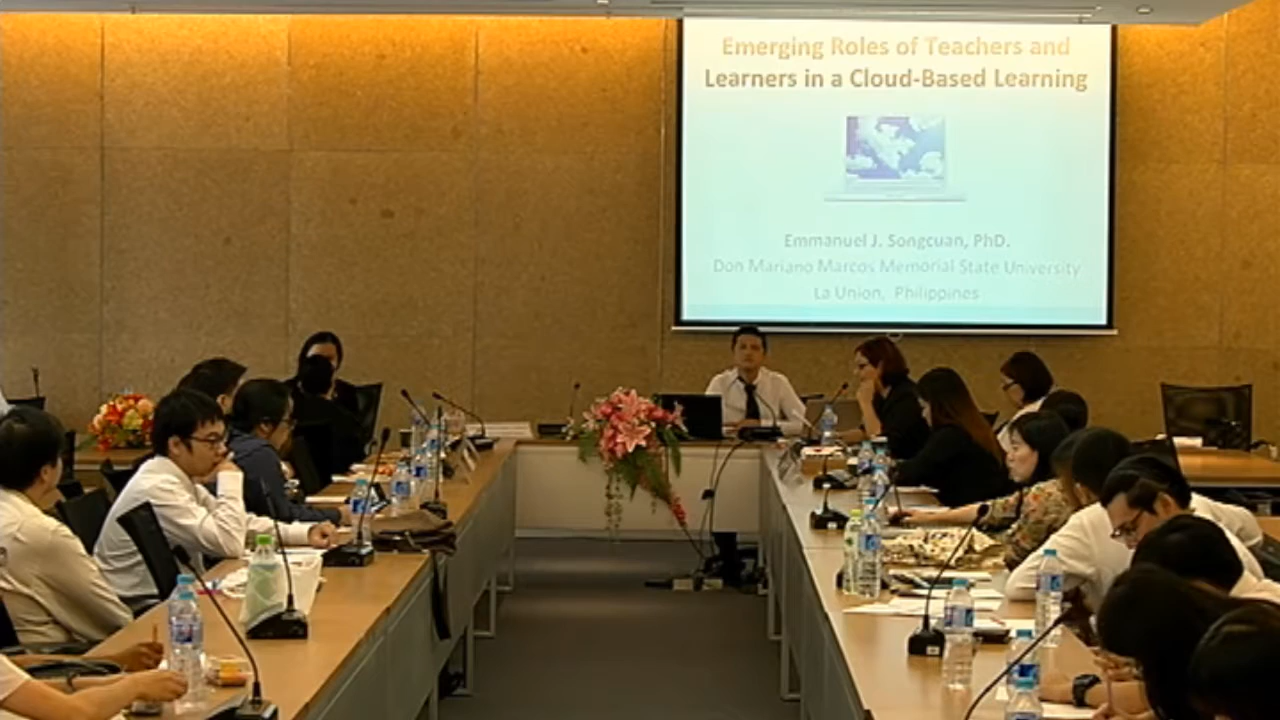 Emerging Roles of Teachers and
Learners in a Cloud-Based Learning
Emmanuel J. Songcuan, PhD.
Don Mariano Marcos Memorial State University
La Union, Philippines